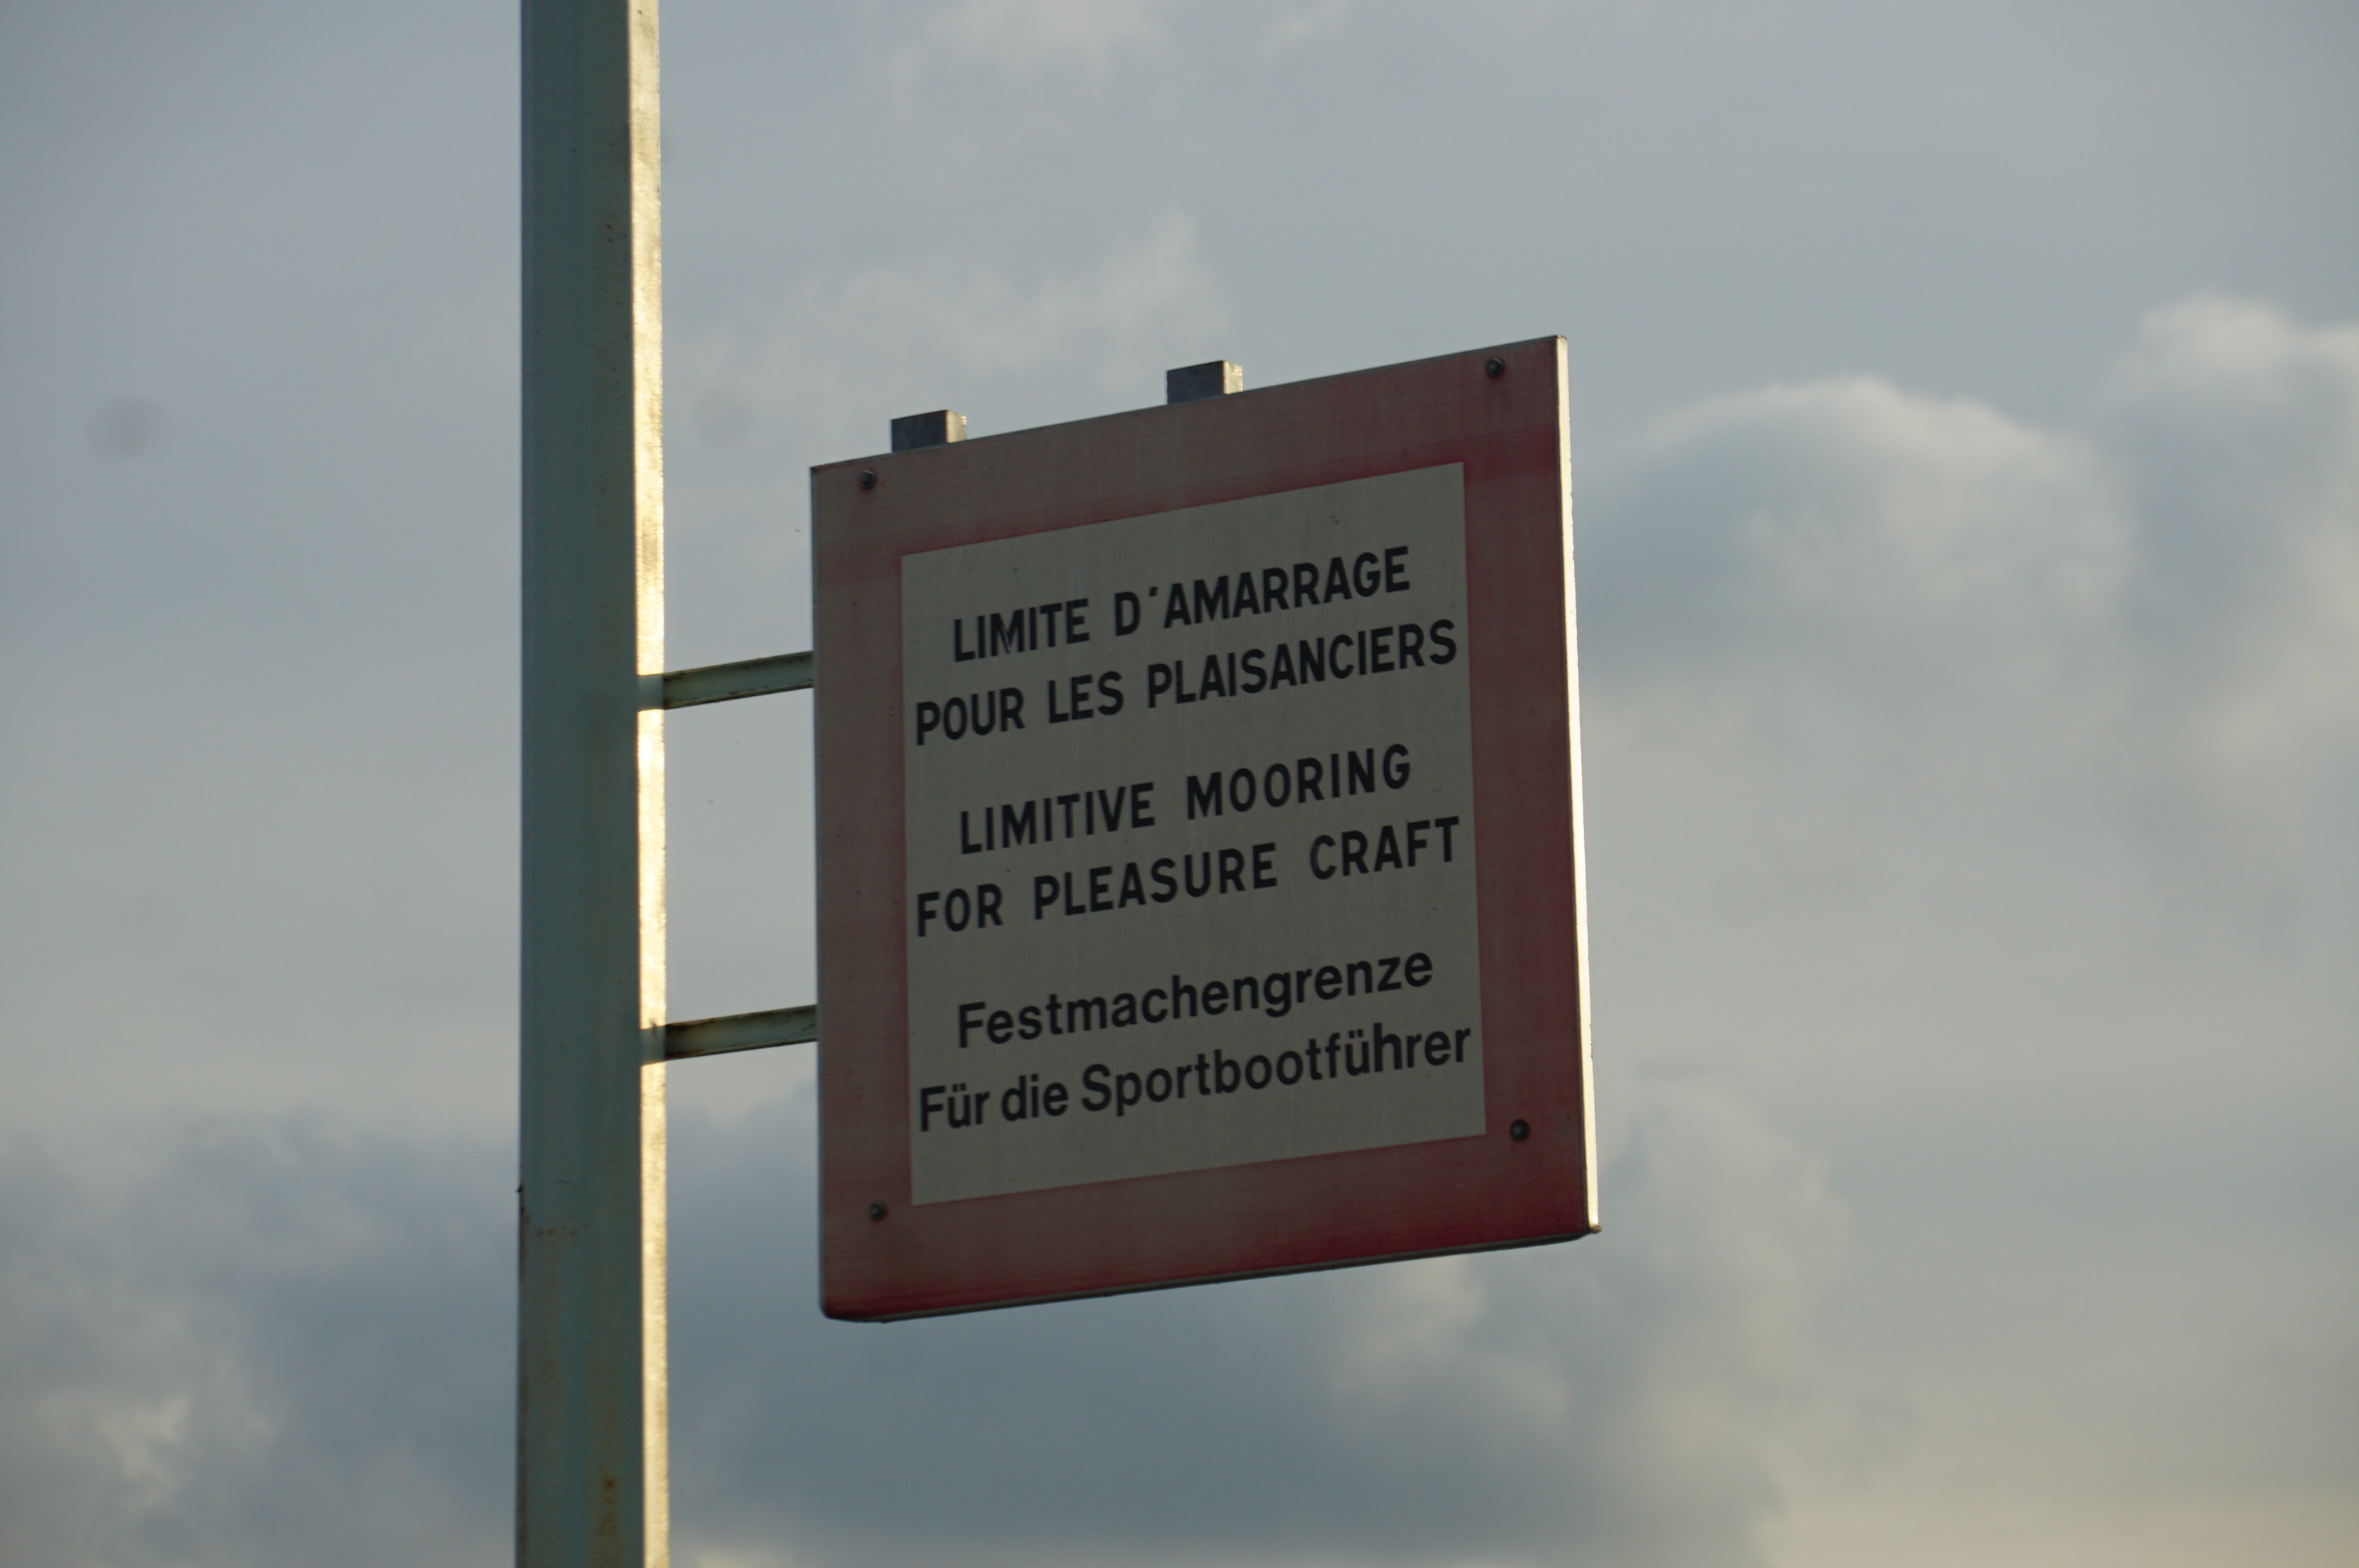 LIMITE D'AMARRAGE
POUR LES PLAISANCIERS
LIMITIVE MOORING
FOR PLEASURE CRAFT
Festmachengrenze
Für die Sportbootführer